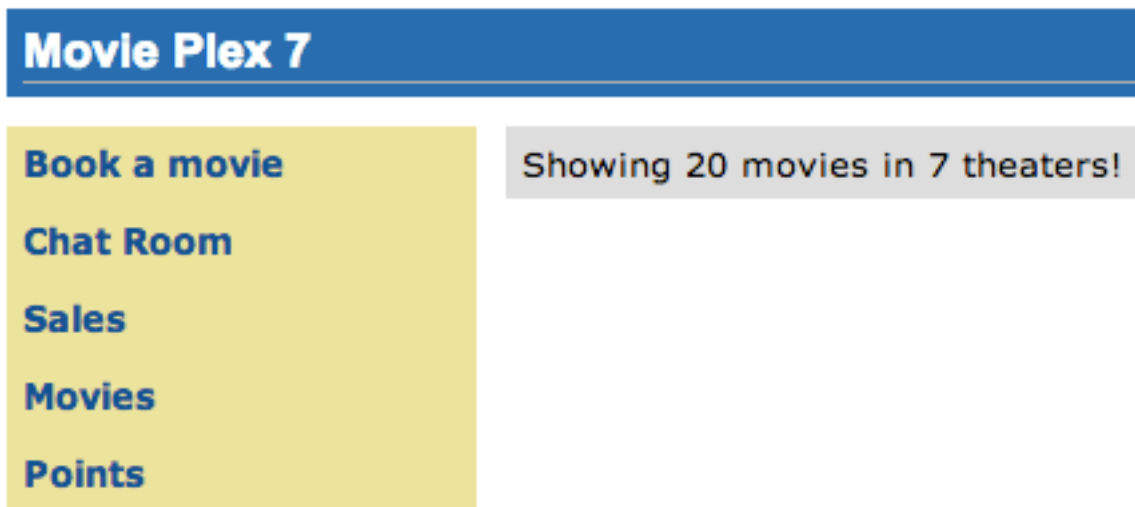 Movie Plex 7
Book a movie
Chat Room
Sales
Movies
Points
Showing 20 movies in 7 theaters!